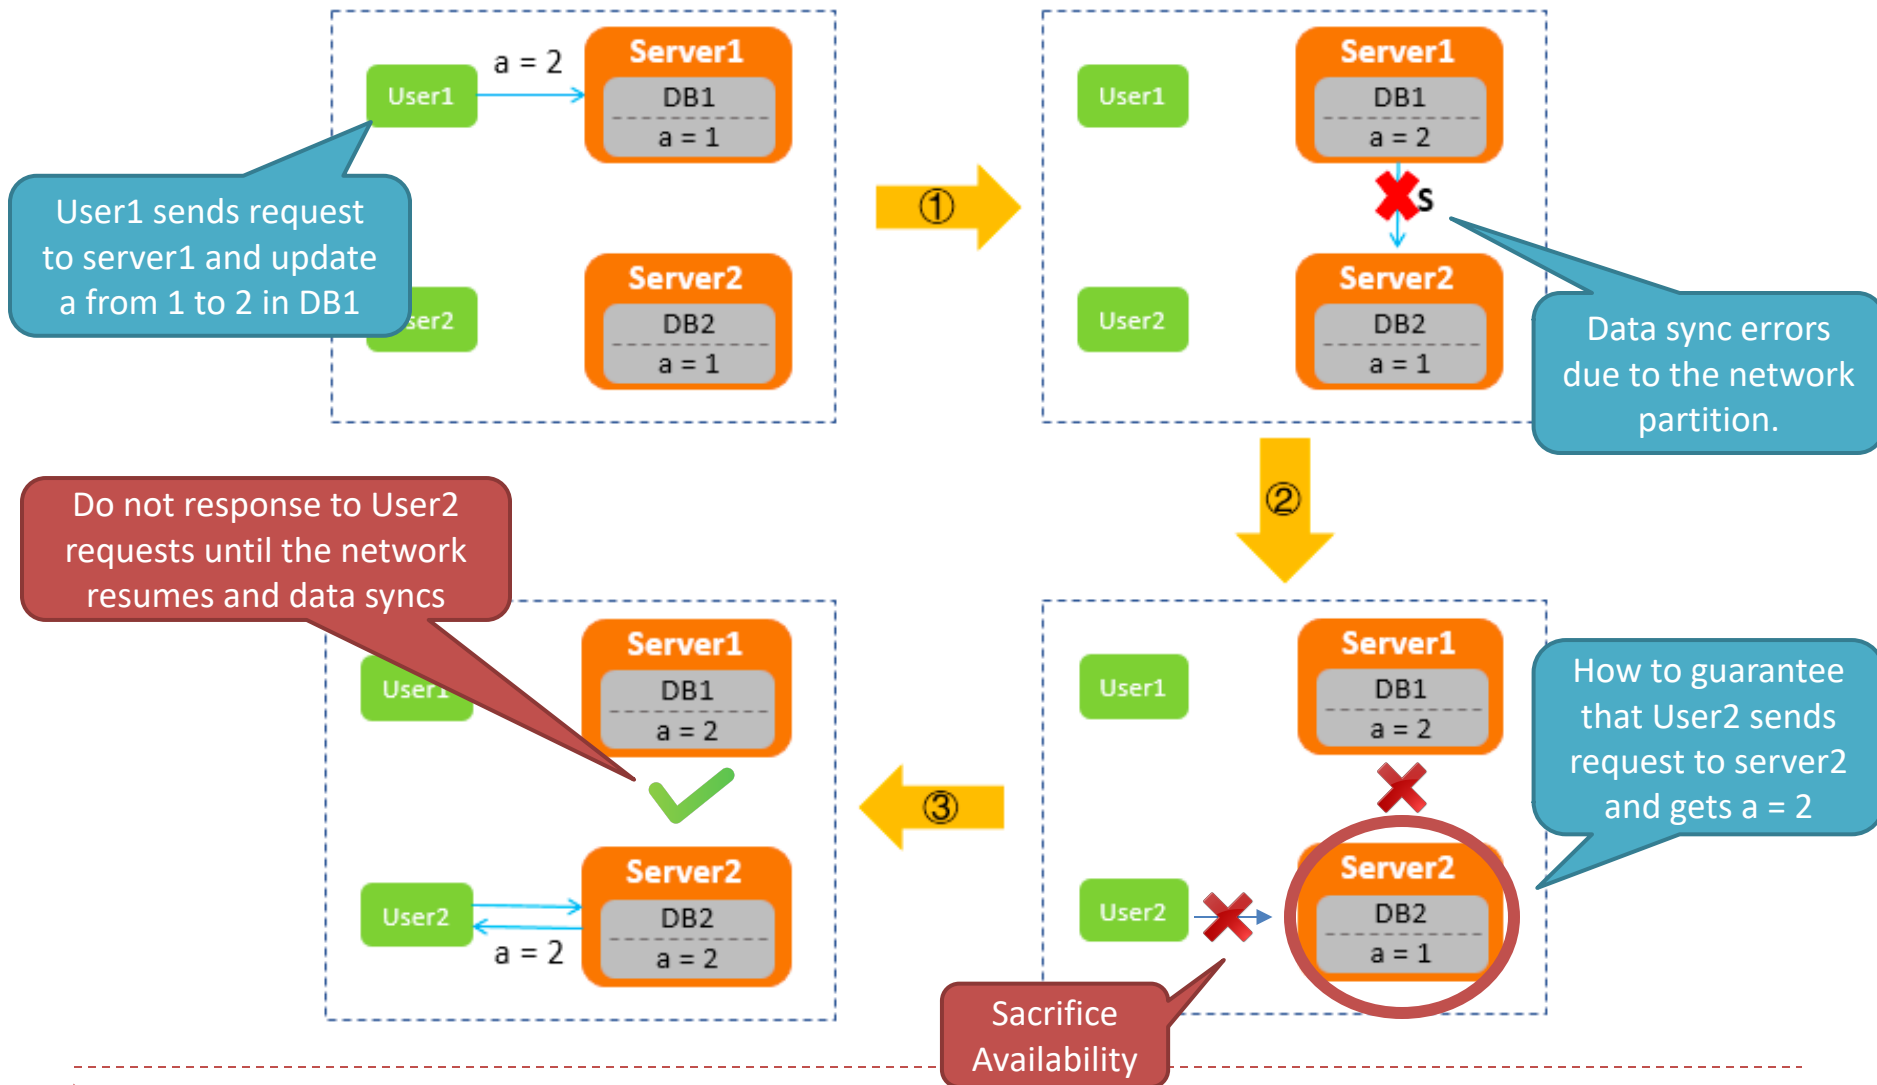 User1
a = 2
Server1
DB1
a = 1
User1 sends request
to server1 and update
a from 1 to 2 in DB1
ser2
Server2
DB2
a = 1
①
User1
Server1
DB1
a = 2
S
User2
Server2
DB2
a = 1
Data sync errors
due to the network
partition.
②
User1
Server1
DB1
a = 2
How to guarantee
that User2 sends
request to server2
and gets a = 2
User2
Server2
DB2
a = 1
Sacrifice
Availability
③
Do not response to User2
requests until the network
resumes and data syncs
User1
Server1
DB1
a = 2
User2
a = 2
Server2
DB2
a = 2